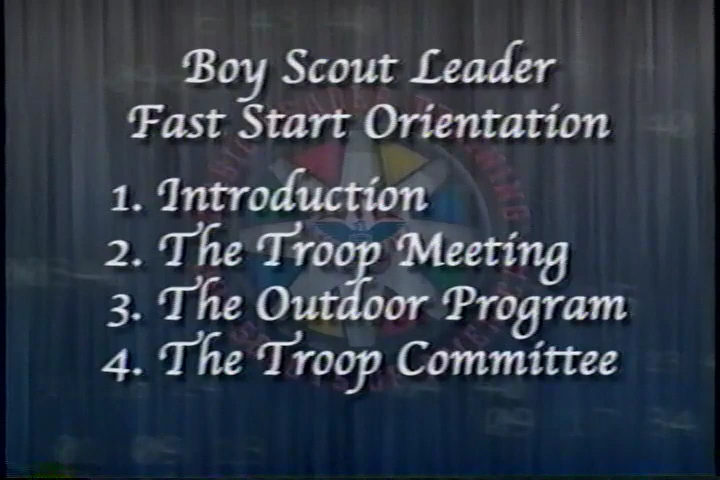 Boy Scout Leader
Fast Start Orientation
1. Introduction
2. The Troop Meeting
3. The Outdoor Program
4. The Troop Committee